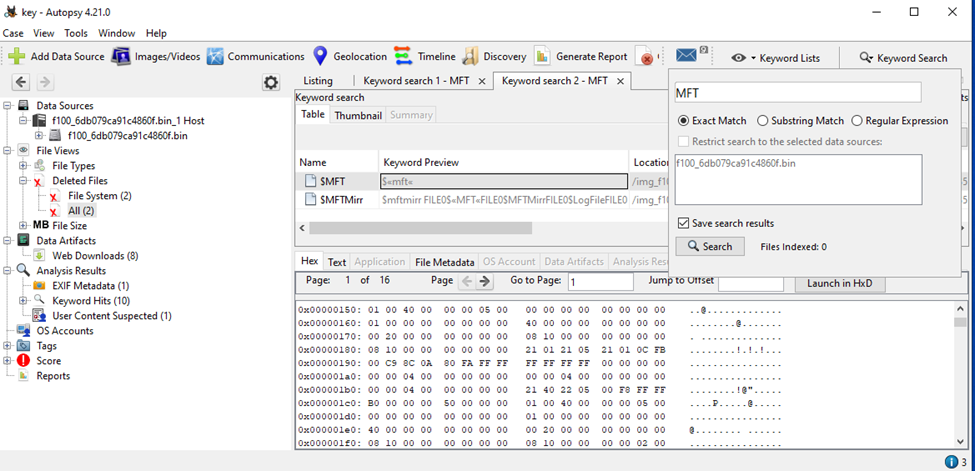 key - Autopsy 4.21.0
Case View Tools Window Help
Add Data Source Images/Videos Communications Geolocation Timeline Discovery Generate Report Keyword Lists Keyword Search
Data Sources
f100_6db079ca91c4860f.bin_1 Host
f100_6db079ca91c4860f.bin
File Views
File Types
Deleted Files
File System (2)
All (2)
MB File Size
Data Artifacts
Web Downloads (8)
Analysis Results
EXIF Metadata (1)
Keyword Hits (10)
User Content Suspected (1)
OS Accounts
Tags
Score
Reports
Listing Keyword search 1 - MFT Keyword search 2 - MFT
Keyword search
Table Thumbnail Summary
Name Keyword Preview Location
$MFT $«mft« /img_f10
$MFTMirr $mftmirr FILE0$«MFT«FILE0$MFTMirrFILE0$LogFileFILE0 /img_f10
MFT
Exact Match Substring Match Regular Expression
Restrict search to the selected data sources:
f100_6db079ca91c4860f.bin
Save search results
Search Files Indexed: 0
Hex Text Application File Metadata OS Account Data Artifacts Analysis Resu
Page: 1 of 16 Page Go to Page: 1 Jump to Offset Launch in HxD
0x00000150: 01 00 40 00 00 00 05 00 00 00 00 00 00 00 00 00 ..@.............
0x00000160: 01 00 00 00 00 00 00 00 40 00 00 00 00 00 00 00 ........@.......
0x00000170: 00 20 00 00 00 00 00 00 08 10 00 00 00 00 00 00 . ..............
0x00000180: 08 10 00 00 00 00 00 00 21 01 21 05 21 01 0C FB ........!.!.!...
0x00000190: 00 C9 8C 0A 80 FA FF FF FF FF FF FF 00 00 00 00 ................
0x000001a0: 00 00 04 00 00 00 00 00 00 00 04 00 00 00 00 00 ................
0x000001b0: 00 00 04 00 00 00 00 00 21 40 22 05 00 F8 FF FF ........!@".....
0x000001c0: B0 00 00 00 50 00 00 00 01 00 40 00 00 00 05 00 ....P.....@.....
0x000001d0: 00 00 00 00 00 00 00 00 01 00 00 00 00 00 00 00 ................
0x000001e0: 40 00 00 00 00 00 00 00 00 20 00 00 00 00 00 00 @........ ......
0x000001f0: 08 10 00 00 00 00 00 00 08 10 00 00 00 00 02 00 ................
3